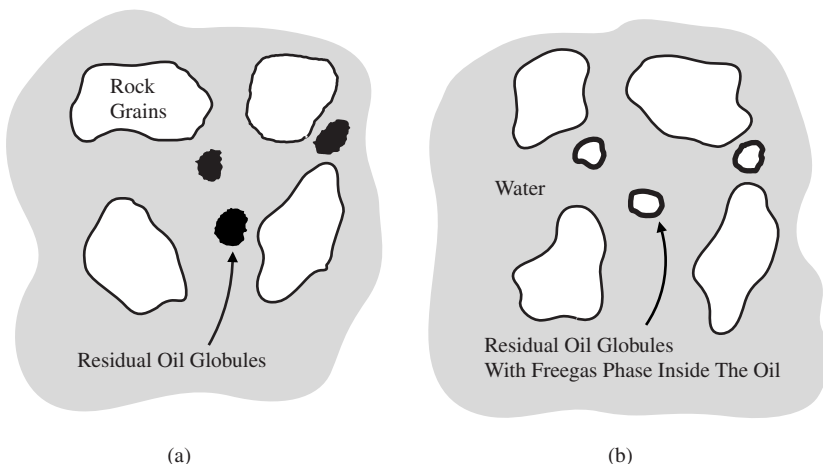 Rock
Grains
Residual Oil Globules
(a)
Water
Residual Oil Globules
With Freegas Phase Inside The Oil
(b)